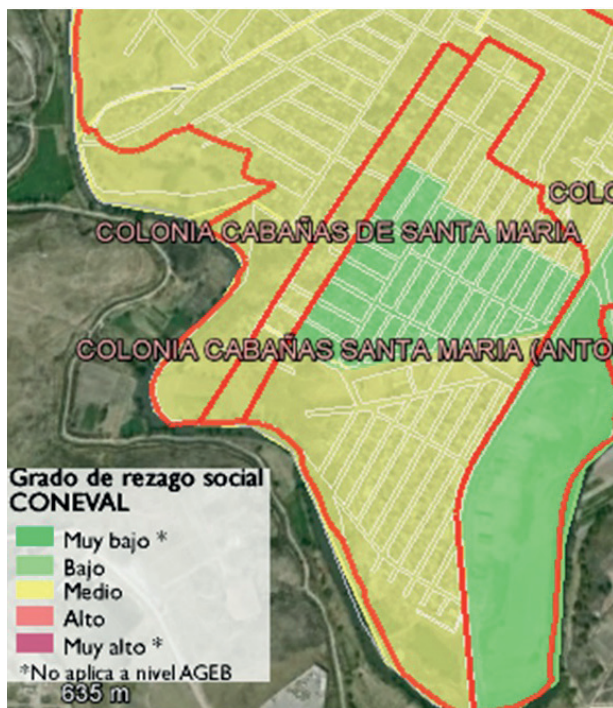 COLO
COLONIA CABAÑAS DE SANTA MARIA
COLONIA CABAÑAS SANTA MARIA (ANTO
Grado de rezago social
CONEVAL
Muy bajo *
Bajo
Medio
Alto
Muy alto *
*No aplica a nivel AGEB
635 m